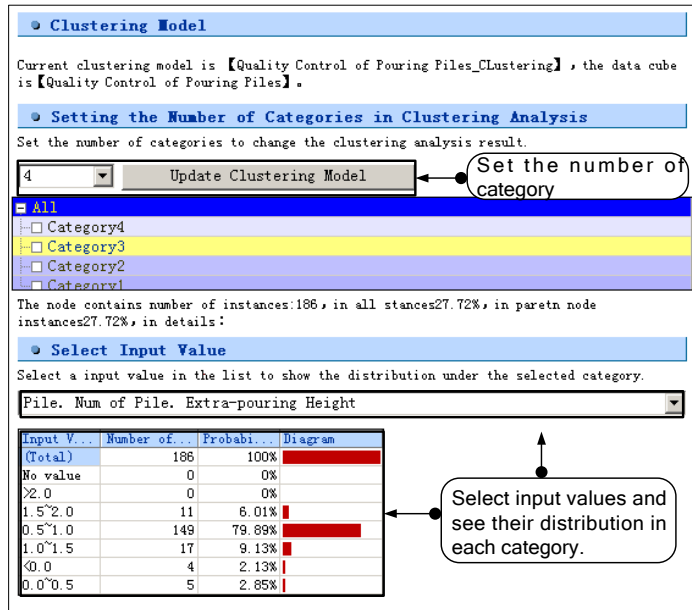 Clustering Model
Current clustering model is 【Quality Control of Pouring Piles_CLustering】, the data cube
is【Quality Control of Pouring Piles】.
Setting the Number of Categories in Clustering Analysis
Set the number of categories to change the clustering analysis result.
4 Update Clustering Model
Set the number of
category
All
Category4
Category3
Category2
Category1
The node contains number of instances:186, in all stances27.72%, in paretn node
instances27.72%, in details:
Select Input Value
Select a input value in the list to show the distribution under the selected category.
Pile. Num of Pile. Extra-pouring Height
Input V... Number of... Probabi... Diagram
(Total) 186 100%
No value 0 0%
>2.0 0 0%
1.5~2.0 11 6.01%
0.5~1.0 149 79.89%
1.0~1.5 17 9.13%
<0.0 4 2.13%
0.0~0.5 5 2.85%
Select input values and
see their distribution in
each category.